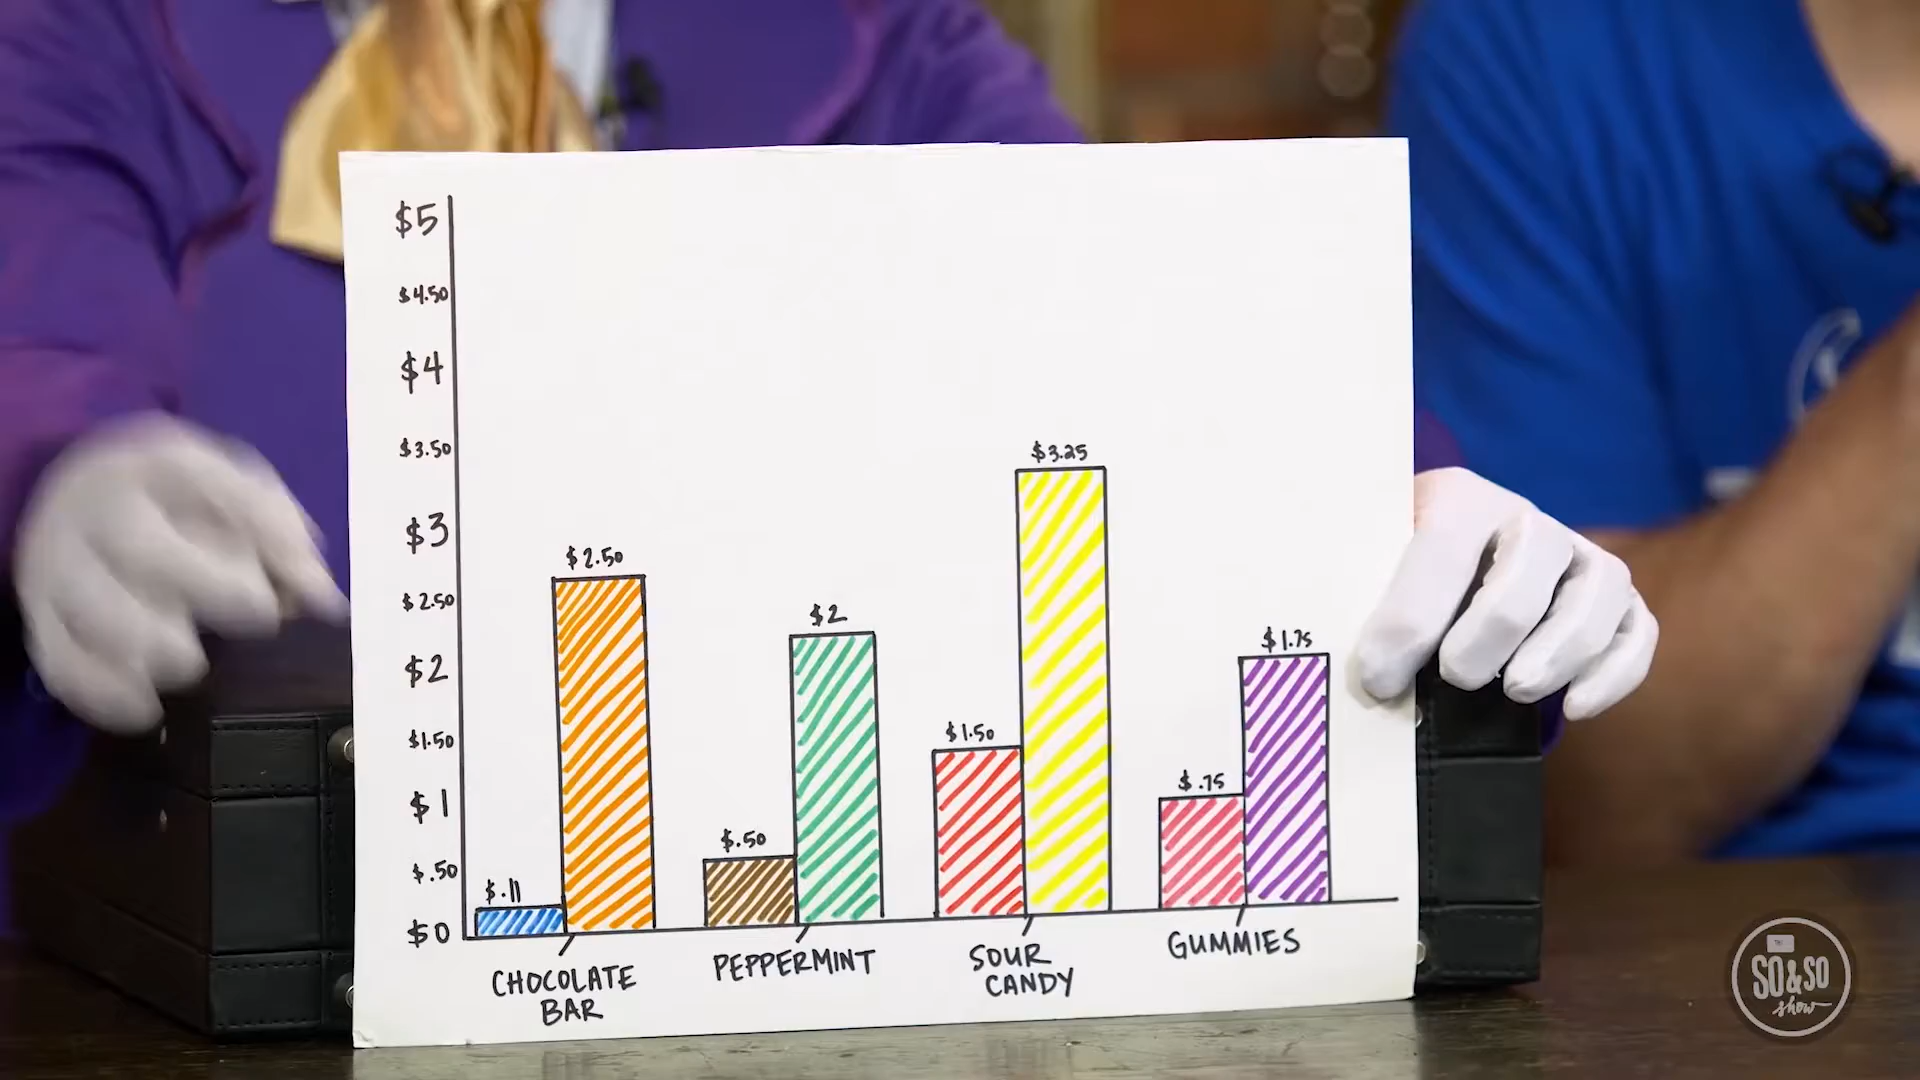 $5
$4.50
$4
$3.50
$3
$2.50
$2
$1.50
$1
$.50
$0
$.11
$2.50
$.50
$2
$1.50
$3.25
$.75
$1.75
CHOCOLATE
BAR
PEPPERMINT
SOUR
CANDY
GUMMIES
SO&SO
show